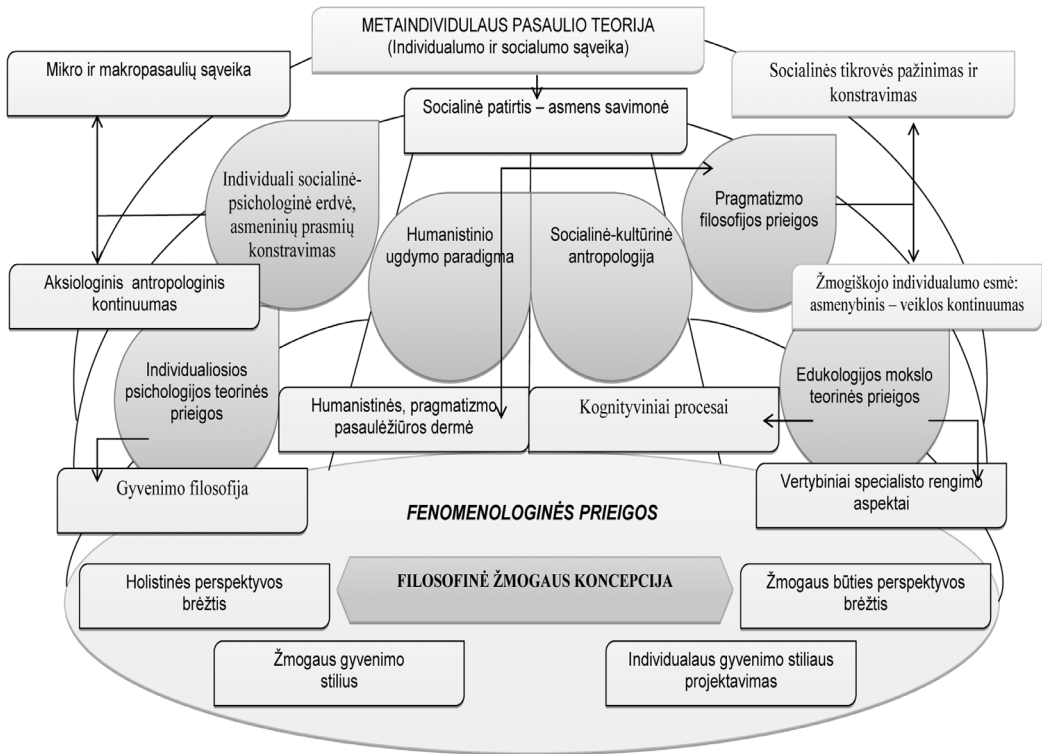 METAINDIVIDULAUS PASAULIO TEORIJA
(Individualumo ir socialumo sąveika)
Mikro ir makropasaulių sąveika
Socialinės tikrovės pažinimas ir
konstravimas
Socialinė patirtis – asmens savimonė
Individuali socialinė-
psichologinė erdvė,
asmeninių prasmių
konstravimas
Humanistinio
ugdymo paradigma
Socialinė-kultūrinė
antropologija
Pragmatizmo
filosofijos prieigos
Aksiologinis antropologinis
kontinuumas
Žmogiškojo individualumo esmė:
asmenybinis – veiklos kontinuumas
Individualiosios
psichologijos teorinės
prieigos
Humanistinės, pragmatizmo
pasaulėžiūros dermė
Kognityviniai procesai
Edukologijos mokslo
teorinės prieigos
Gyvenimo filosofija
Vertybiniai specialisto rengimo
aspektai
FENOMENOLOGINĖS PRIEIGOS
Holistinės perspektyvos
brėžtis
FILOSOFINĖ ŽMOGAUS KONCEPCIJA
Žmogaus būties perspektyvos
brėžtis
Žmogaus gyvenimo
stilius
Individualaus gyvenimo stiliaus
projektavimas